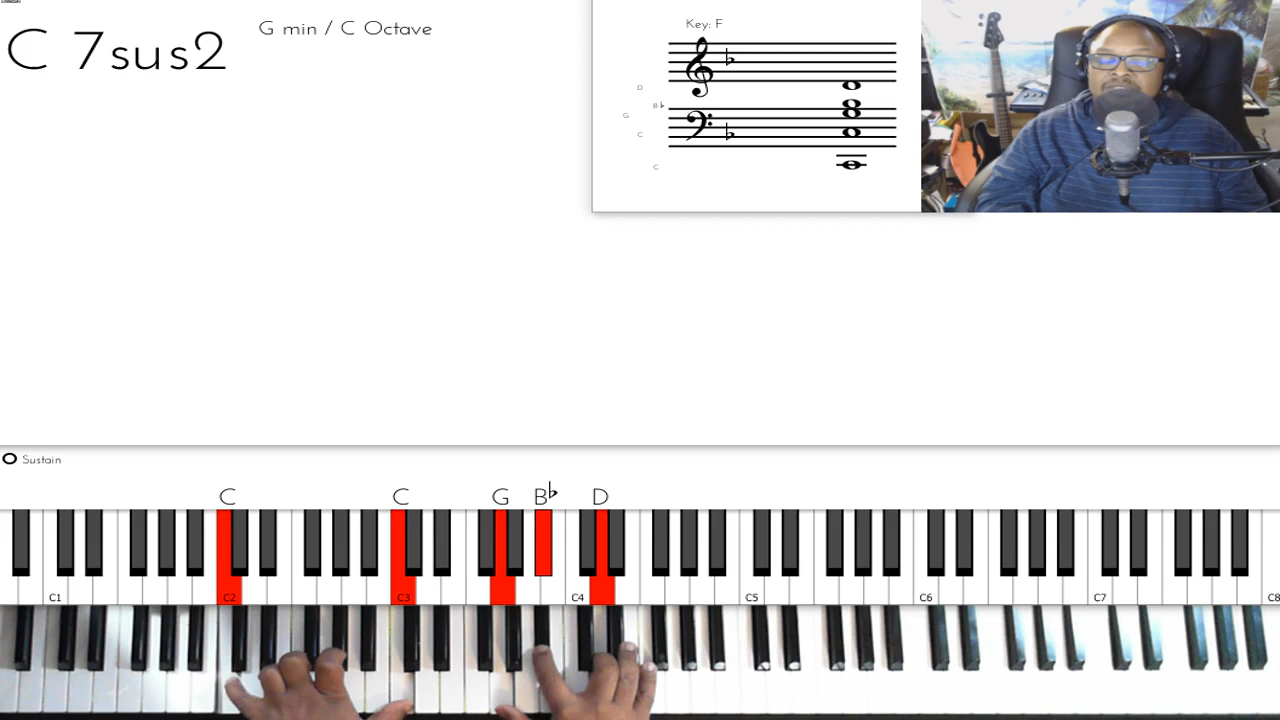 C 7sus2
G min / C Octave
Key: F
D
B♭
G
C
C
Sustain
C C G B♭ D
C1 C2 C3 C4 C5 C6 C7 C8